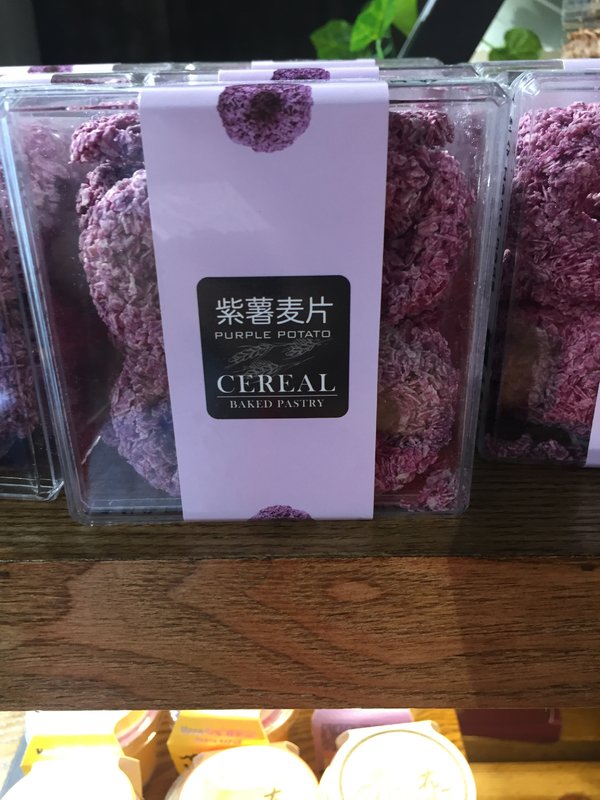 紫薯麦片
PURPLE POTATO
CEREAL
BAKED PASTRY